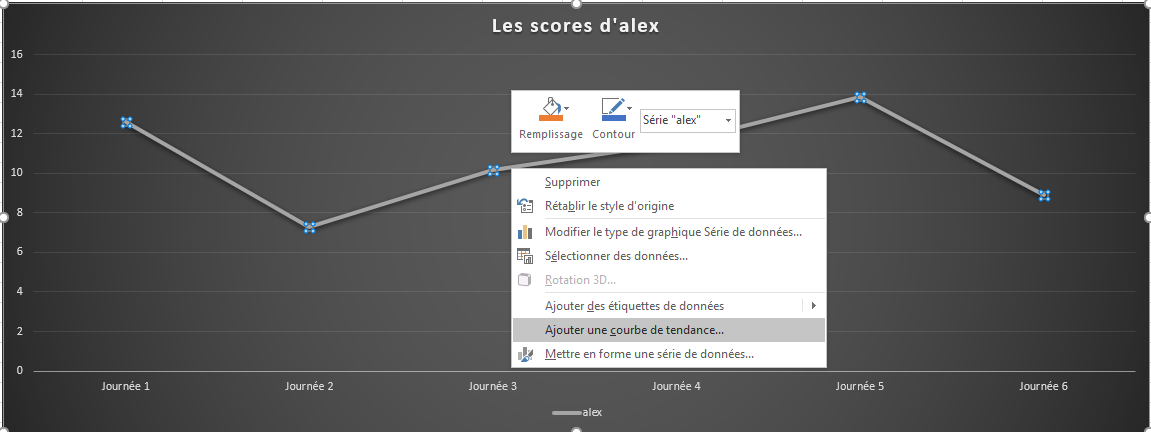 Les scores d'alex
16
14
12
10
8
6
4
2
0
Remplissage
Contour
Série "alex"
Supprimer
Rétablir le style d'origine
Modifier le type de graphique Série de données...
Sélectionner des données...
Rotation 3D...
Ajouter des étiquettes de données
Ajouter une courbe de tendance...
Mettre en forme une série de données...
Journée 1 Journée 2 Journée 3 Journée 4 Journée 5 Journée 6
alex